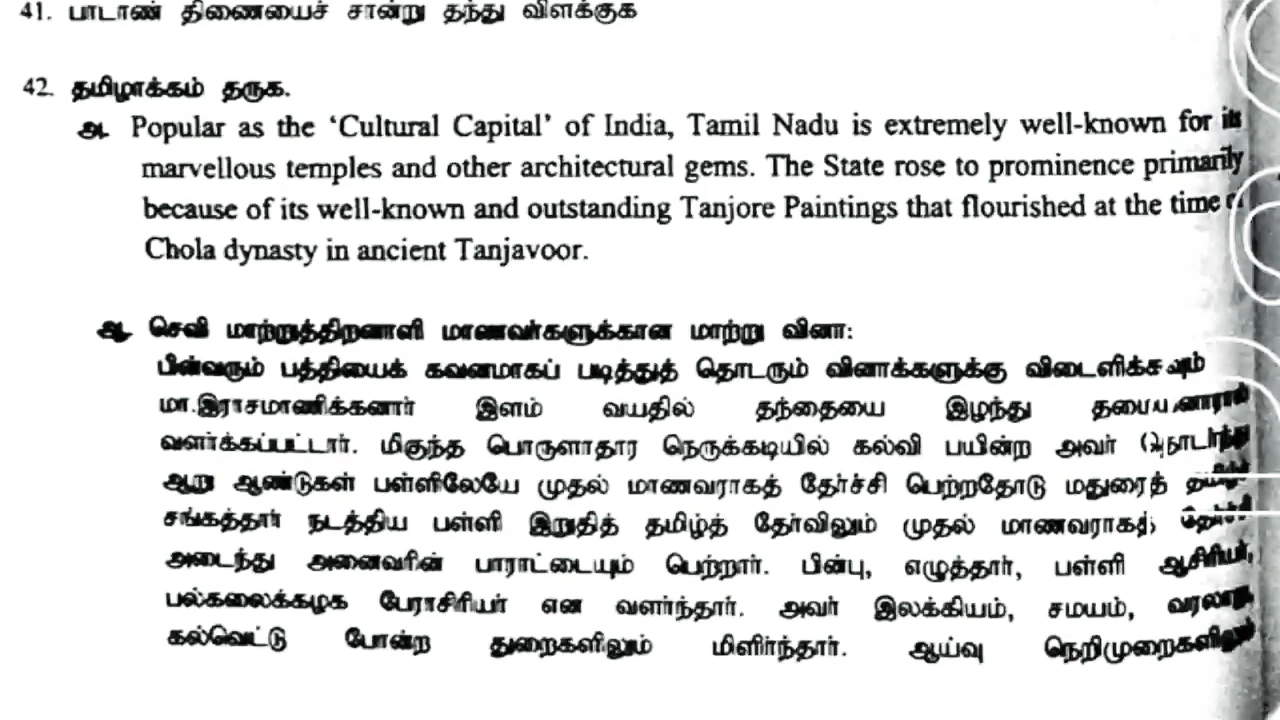 41. பாடாண் திணையைச் சான்று தந்து விளக்குக
42. தமிழாக்கம் தருக.
அ. Popular as the ‘Cultural Capital’ of India, Tamil Nadu is extremely well-known for its
marvellous temples and other architectural gems. The State rose to prominence primarily
because of its well-known and outstanding Tanjore Paintings that flourished at the time
Chola dynasty in ancient Tanjavoor.
ஆ. செவி மாற்றுத்திறனாளி மாணவர்களுக்கான மாற்று வினா:
பின்வரும் பத்தியைக் கவனமாகப் படித்துத் தொடரும் வினாக்களுக்கு விடைளிக்கவும்
மா.இராசமாணிக்கனார் இளம் வயதில் தந்தையை இழந்து தமையனாரால்
வளர்க்கப்பட்டார். மிகுந்த பொருளாதார நெருக்கடியில் கல்வி பயின்ற அவர் தொடர்ந்து
ஆறு ஆண்டுகள் பள்ளிலேயே முதல் மாணவராகத் தேர்ச்சி பெற்றதோடு மதுரைத் தமிழ்ச்
சங்கத்தார் நடத்திய பள்ளி இறுதித் தமிழ்த் தேர்விலும் முதல் மாணவராகத் தேர்ச்சி
அடைந்து அனைவரின் பாராட்டையும் பெற்றார். பின்பு, எழுத்தார், பள்ளி ஆசிரியர்,
பல்கலைக்கழக பேராசிரியர் என வளர்ந்தார். அவர் இலக்கியம், சமயம், வரலாறு,
கல்வெட்டு போன்ற துறைகளிலும் மிளிர்ந்தார். ஆய்வு நெறிமுறைகளிலும்